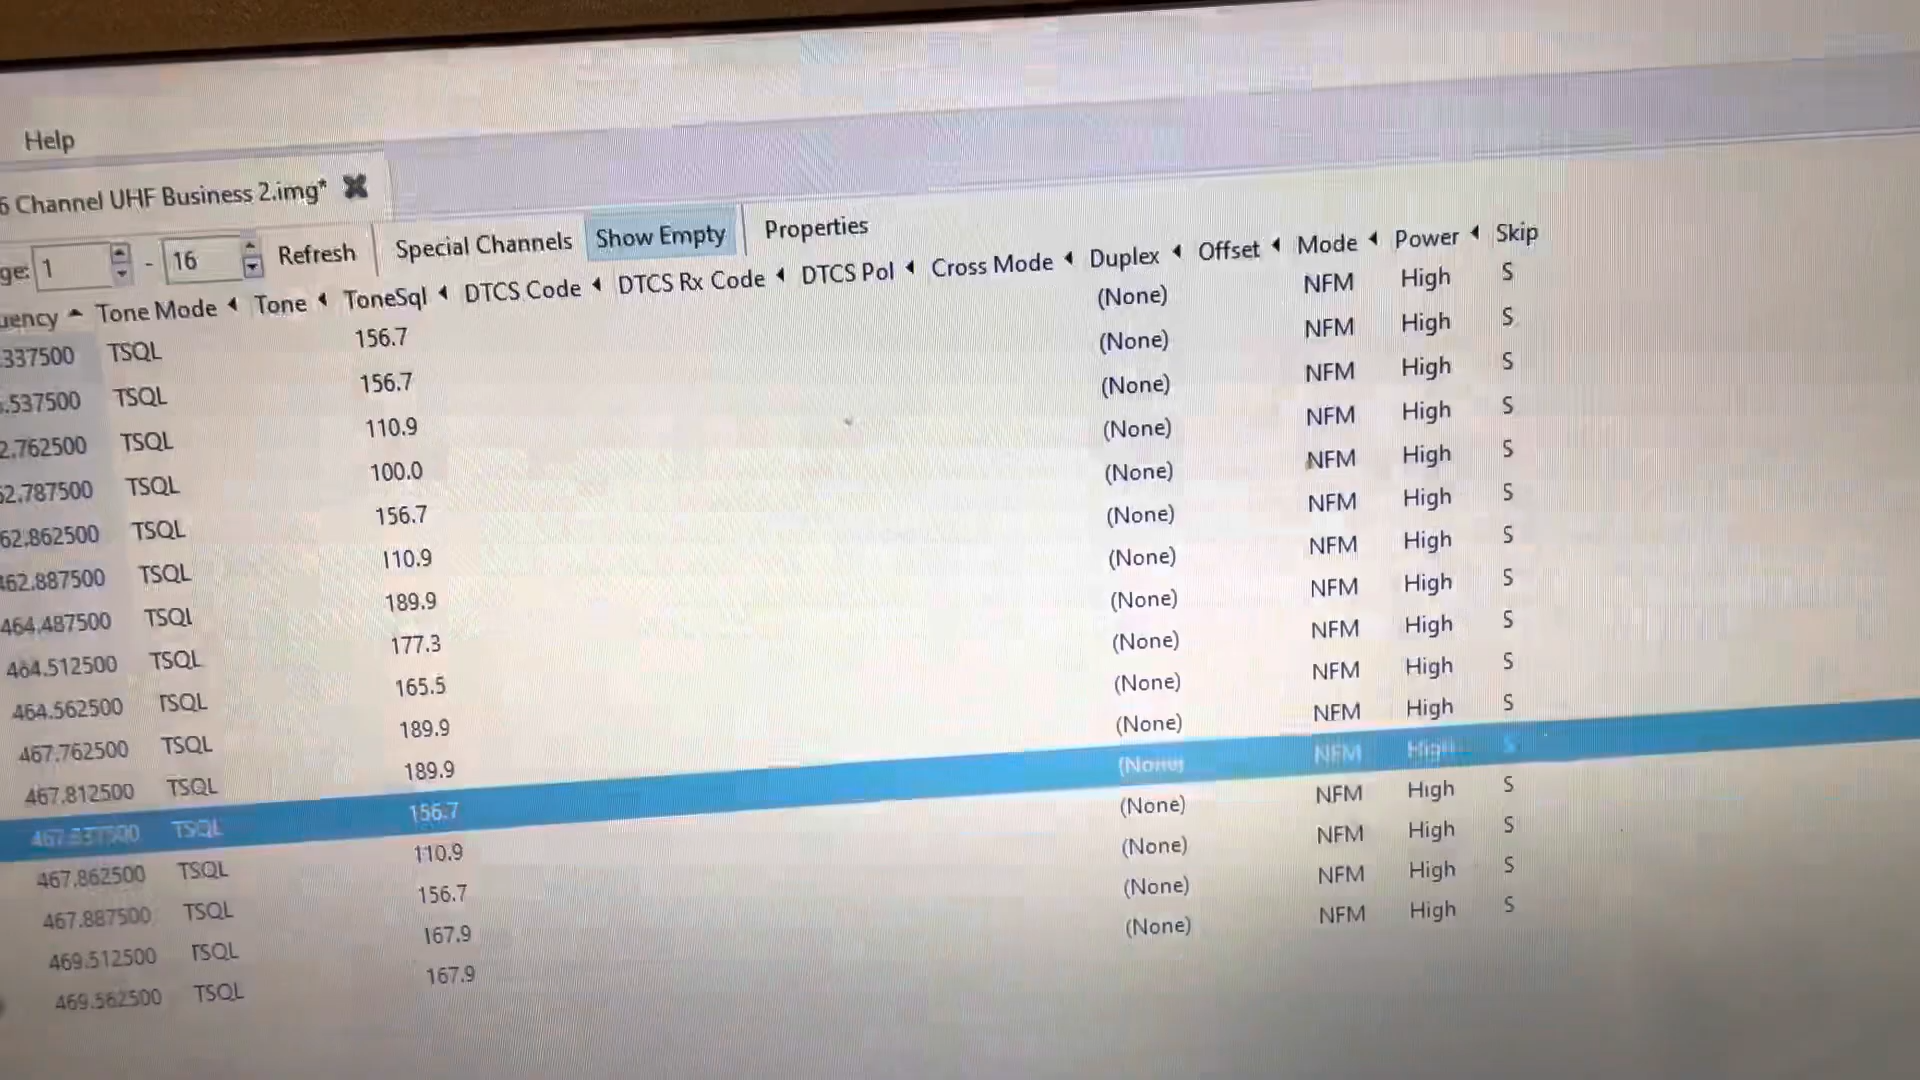 Help
6 Channel UHF Business 2.img*
ge: 1 - 16 Refresh Special Channels Show Empty Properties
uency Tone Mode Tone ToneSql DTCS Code DTCS Rx Code DTCS Pol Cross Mode Duplex Offset Mode Power Skip
.337500 TSQL 156.7 (None) NFM High S
.537500 TSQL 156.7 (None) NFM High S
2.762500 TSQL 110.9 (None) NFM High S
62.787500 TSQL 100.0 (None) NFM High S
62.862500 TSQL 156.7 (None) NFM High S
462.887500 TSQL 110.9 (None) NFM High S
464.487500 TSQL 189.9 (None) NFM High S
464.512500 TSQL 177.3 (None) NFM High S
464.562500 TSQL 165.5 (None) NFM High S
467.762500 TSQL 189.9 (None) NFM High S
467.812500 TSQL 189.9 (None) NFM High S
TSQL 156.7 (None) NFM High S
467.862500 TSQL 110.9 (None) NFM High S
467.887500 TSQL 156.7 (None) NFM High S
469.512500 TSQL 167.9 (None) NFM High S
469.562500 TSQL 167.9